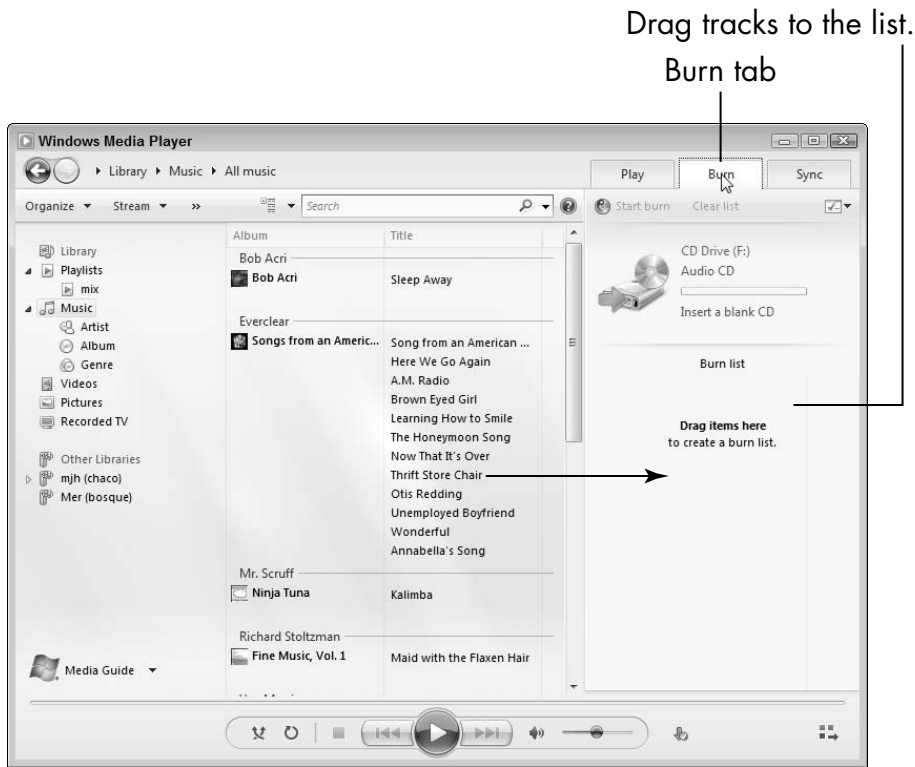 Drag tracks to the list.
Burn tab
Windows Media Player
Library Music All music
Play Burn Sync
Organize Stream » Search
Start burn Clear list
Album Title
Library
Playlists
mix
Music
Artist
Album
Genre
Videos
Pictures
Recorded TV
Other Libraries
mjh (chaco)
Mer (bosque)
Media Guide
Bob Acri
Bob Acri Sleep Away
Everclear
Songs from an Americ... Song from an American ...
Here We Go Again
A.M. Radio
Brown Eyed Girl
Learning How to Smile
The Honeymoon Song
Now That It's Over
Thrift Store Chair
Otis Redding
Unemployed Boyfriend
Wonderful
Annabella's Song
Mr. Scruff
Ninja Tuna Kalimba
Richard Stoltzman
Fine Music, Vol. 1 Maid with the Flaxen Hair
CD Drive (F:)
Audio CD
Insert a blank CD
Burn list
Drag items here
to create a burn list.